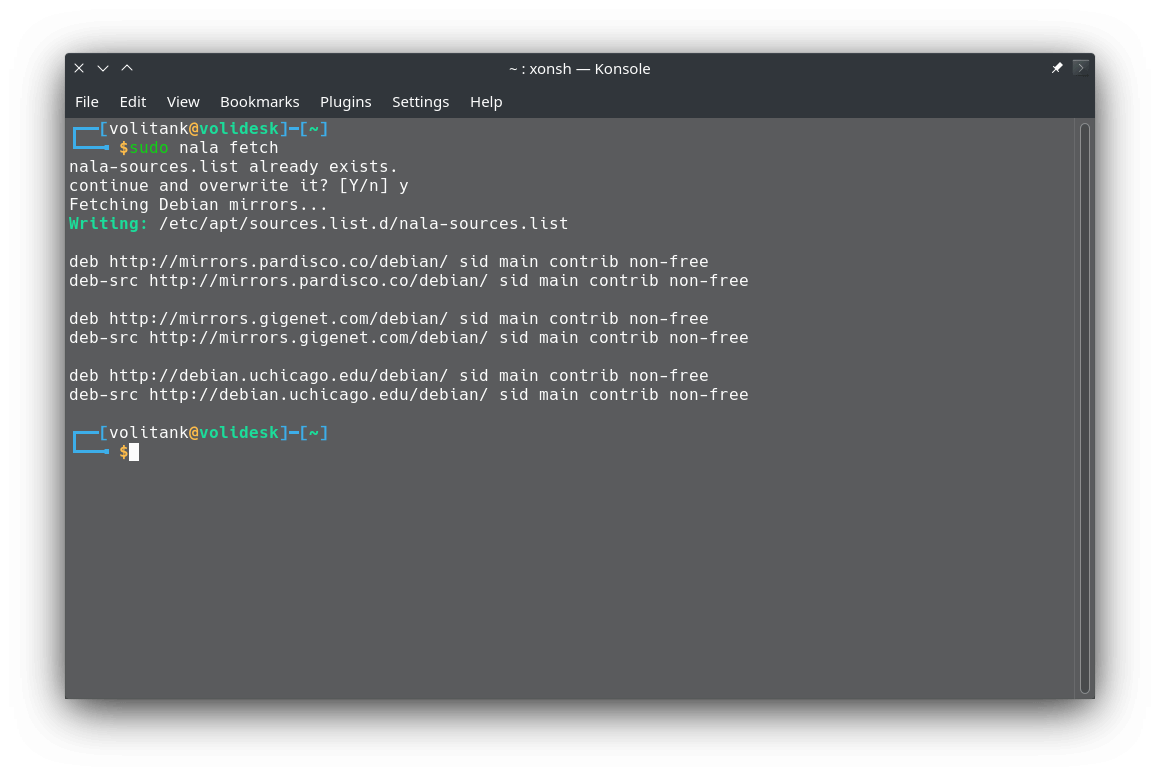 ~ : xonsh — Konsole
File Edit View Bookmarks Plugins Settings Help
┌──[volitank@volidesk]─[~]
└──╼ $sudo nala fetch
nala-sources.list already exists.
continue and overwrite it? [Y/n] y
Fetching Debian mirrors...
Writing: /etc/apt/sources.list.d/nala-sources.list
deb http://mirrors.pardisco.co/debian/ sid main contrib non-free
deb-src http://mirrors.pardisco.co/debian/ sid main contrib non-free
deb http://mirrors.gigenet.com/debian/ sid main contrib non-free
deb-src http://mirrors.gigenet.com/debian/ sid main contrib non-free
deb http://debian.uchicago.edu/debian/ sid main contrib non-free
deb-src http://debian.uchicago.edu/debian/ sid main contrib non-free
┌──[volitank@volidesk]─[~]
└──╼ $